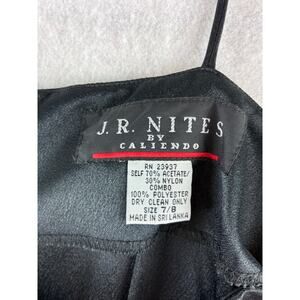 J.R. NITES
BY
CALIENDO
RN 23937
SELF 70% ACETATE/
30% NYLON
COMBO
100% POLYESTER
DRY CLEAN ONLY
SIZE 7/8
MADE IN SRI LANKA